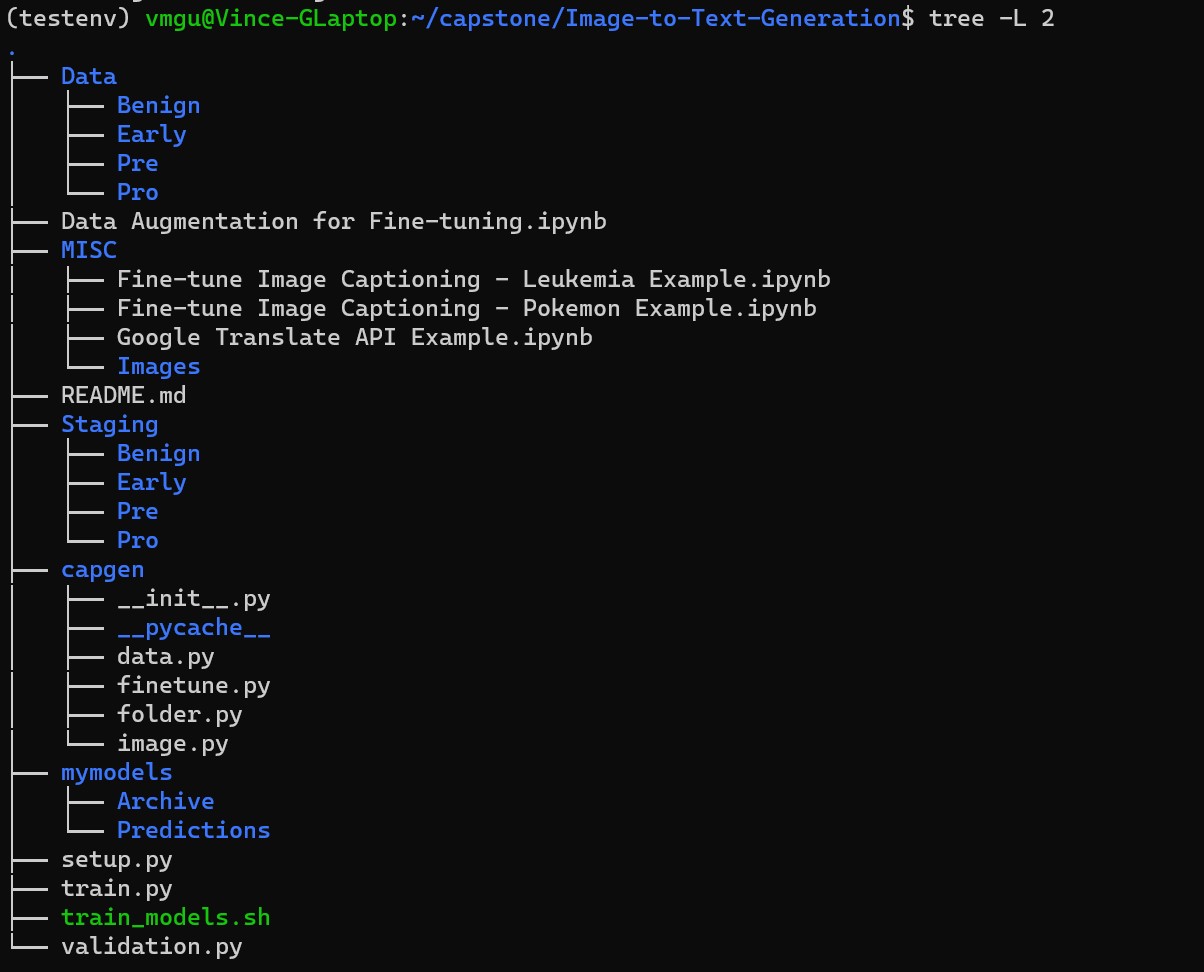 (testenv) vmgu@Vince-GLaptop:~/capstone/Image-to-Text-Generation$ tree -L 2
.
├── Data
│   ├── Benign
│   ├── Early
│   ├── Pre
│   └── Pro
├── Data Augmentation for Fine-tuning.ipynb
├── MISC
│   ├── Fine-tune Image Captioning - Leukemia Example.ipynb
│   ├── Fine-tune Image Captioning - Pokemon Example.ipynb
│   ├── Google Translate API Example.ipynb
│   └── Images
├── README.md
├── Staging
│   ├── Benign
│   ├── Early
│   ├── Pre
│   └── Pro
├── capgen
│   ├── __init__.py
│   ├── __pycache__
│   ├── data.py
│   ├── finetune.py
│   ├── folder.py
│   └── image.py
├── mymodels
│   ├── Archive
│   └── Predictions
├── setup.py
├── train.py
├── train_models.sh
└── validation.py